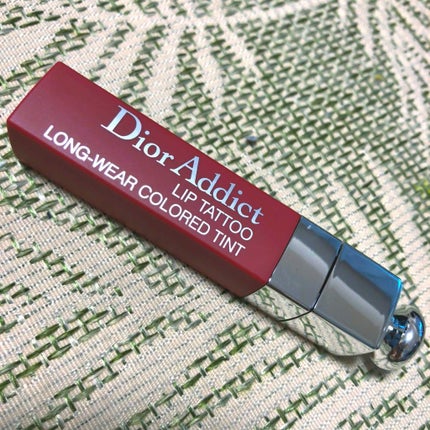 Dior Addict
LIP TATTOO
LONG-WEAR COLORED TINT